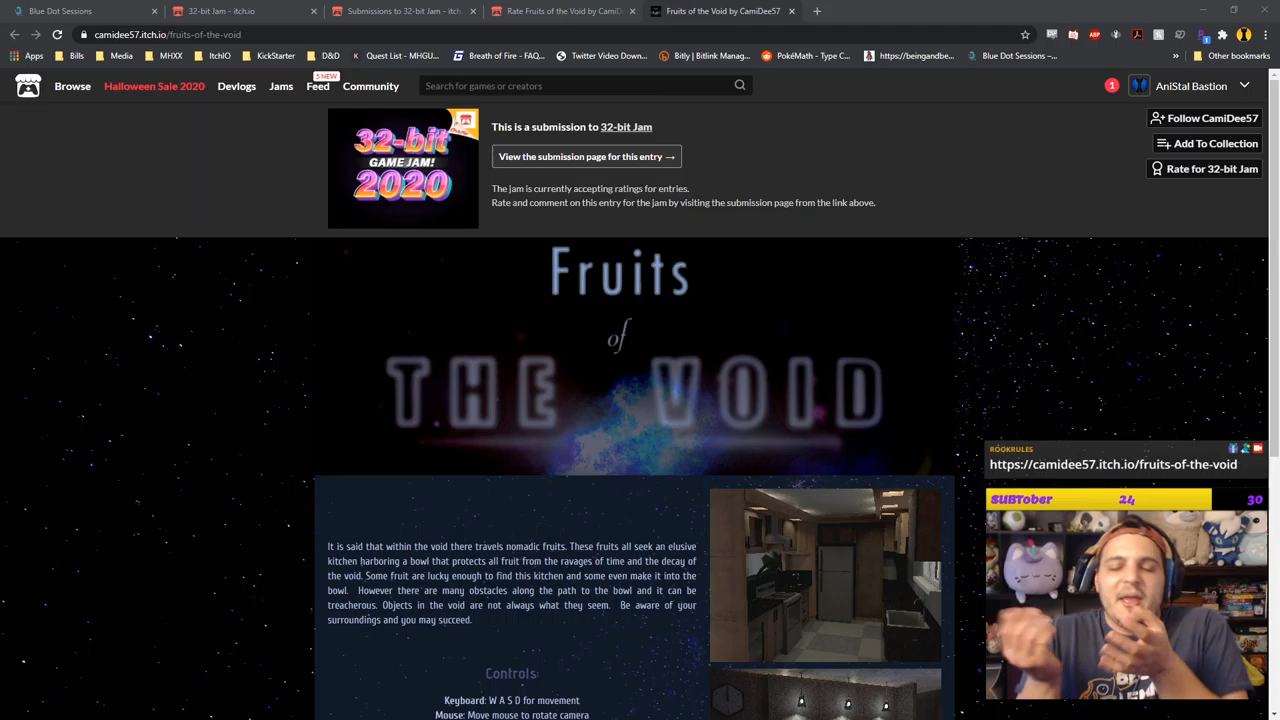 Blue Dot Sessions
32-bit Jam - itch.io
Submissions to 32-bit Jam - itch
Rate Fruits of the Void by CamiD
Fruits of the Void by CamiDee57
camidee57.itch.io/fruits-of-the-void
Apps
Bills
Media
MHXX
ItchIO
KickStarter
D&D
Quest List - MHGU...
Breath of Fire - FAQ...
Twitter Video Down...
Bitly | Bitlink Manag...
PokéMath - Type C...
https://beingandbe...
Blue Dot Sessions –...
»
Other bookmarks
Browse
Halloween Sale 2020
Devlogs
Jams
5 NEW
Feed
Community
Search for games or creators
1
AniStal Bastion
32-bit
GAME JAM!
2020
This is a submission to 32-bit Jam
View the submission page for this entry →
The jam is currently accepting ratings for entries.
Rate and comment on this entry for the jam by visiting the submission page from the link above.
Follow CamiDee57
Add To Collection
Rate for 32-bit Jam
Fruits
of
THE VOID
It is said that within the void there travels nomadic fruits. These fruits all seek an elusive
kitchen harboring a bowl that protects all fruit from the ravages of time and the decay of
the void. Some fruit are lucky enough to find this kitchen and some even make it into the
bowl. However there are many obstacles along the path to the bowl and it can be
treacherous. Objects in the void are not always what they seem. Be aware of your
surroundings and you may succeed.
Controls:
Keyboard: W A S D for movement
Mouse: Move mouse to rotate camera
ROOKRULES
https://camidee57.itch.io/fruits-of-the-void
SUBTober 24 30